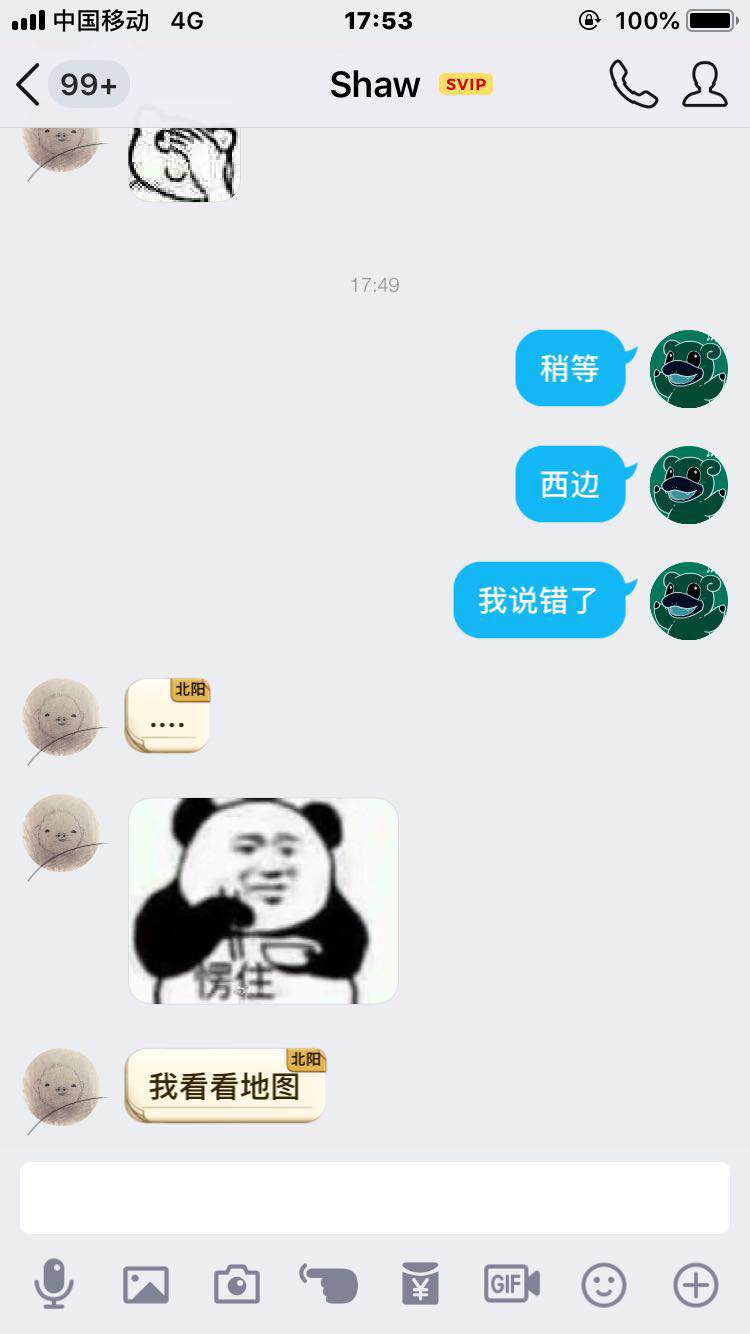 中国移动 4G 17:53 100%
99+ Shaw SVIP
17:49
稍等
西边
我说错了
北阳
....
愣住
北阳
我看看地图
¥ GIF